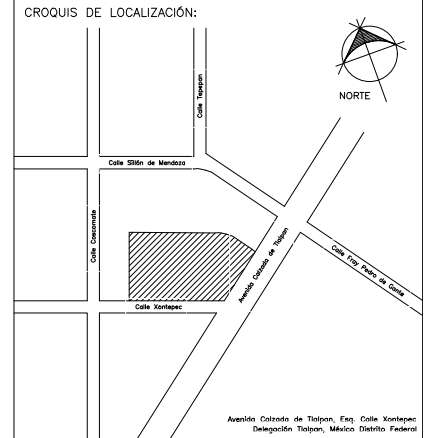 CROQUIS DE LOCALIZACIÓN:
NORTE
Calle Tepepan
Calle Sillón de Mendoza
Calle Coscomate
Avenida Calzada de Tlalpan
Calle Fray Pedro de Gante
Calle Xontepec
Avenida Calzada de Tlalpan, Esq. Calle Xontepec
Delegación Tlalpan, México Distrito Federal